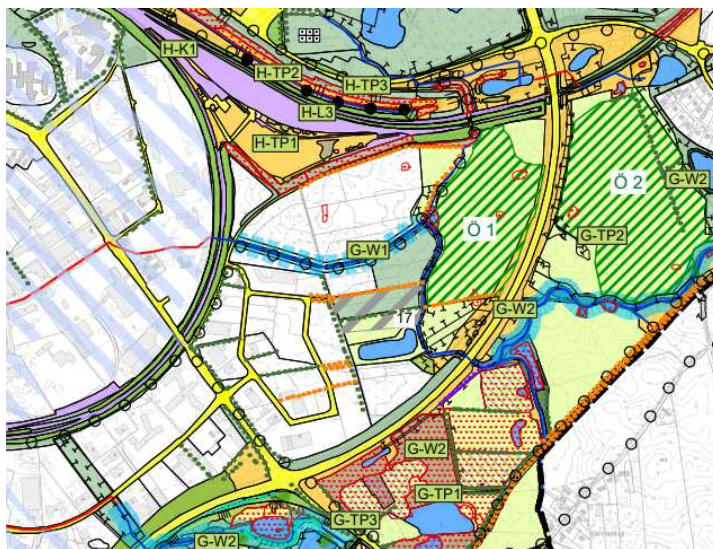 H-K1
H-TP2
H-TP3
H-L3
H-TP1
Ö 2
G-W2
Ö 1
G-W1
G-TP2
G-W2
17
G-W2
G-TP1
G-TP3
G-W2